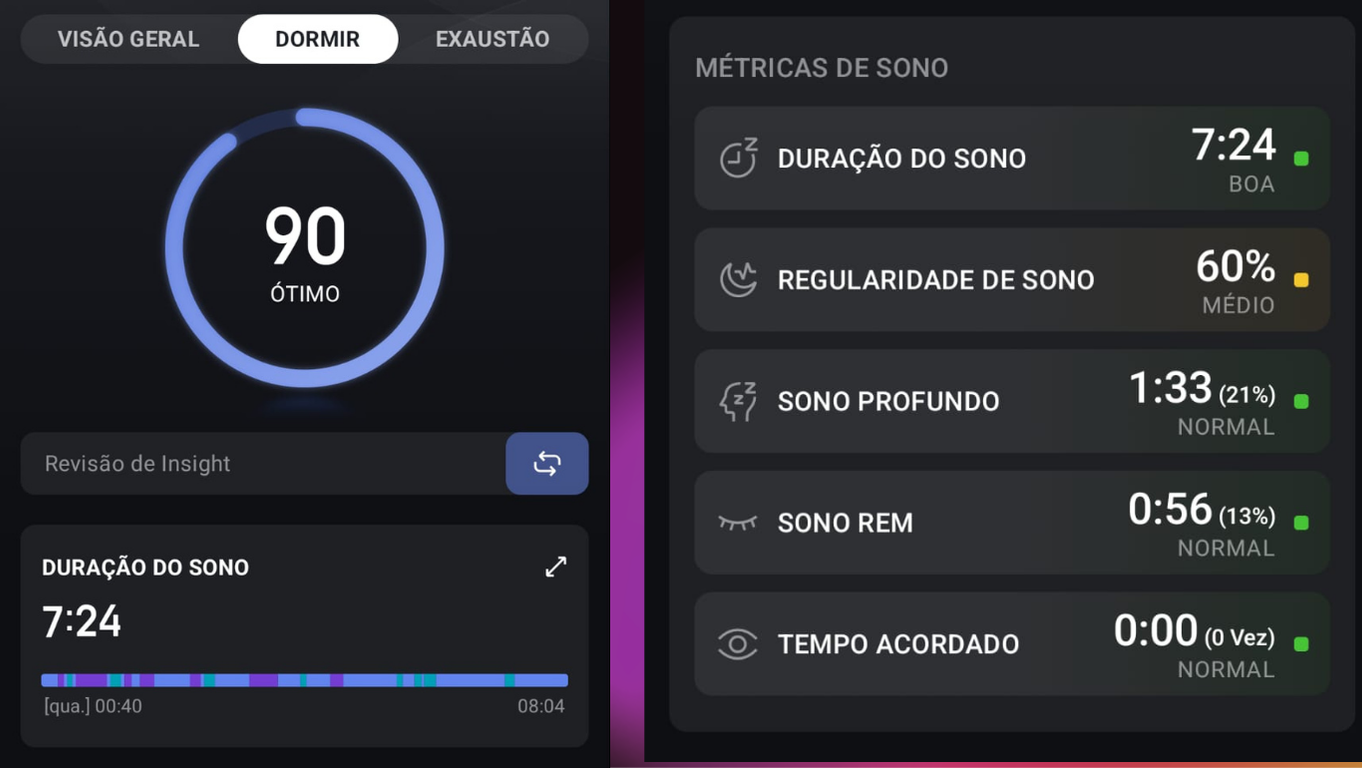 VISÃO GERAL
DORMIR
EXAUSTÃO
90
ÓTIMO
Revisão de Insight
DURAÇÃO DO SONO
7:24
[qua.] 00:40
08:04
MÉTRICAS DE SONO
DURAÇÃO DO SONO
7:24
BOA
REGULARIDADE DE SONO
60%
MÉDIO
SONO PROFUNDO
1:33 (21%)
NORMAL
SONO REM
0:56 (13%)
NORMAL
TEMPO ACORDADO
0:00 (0 Vez)
NORMAL